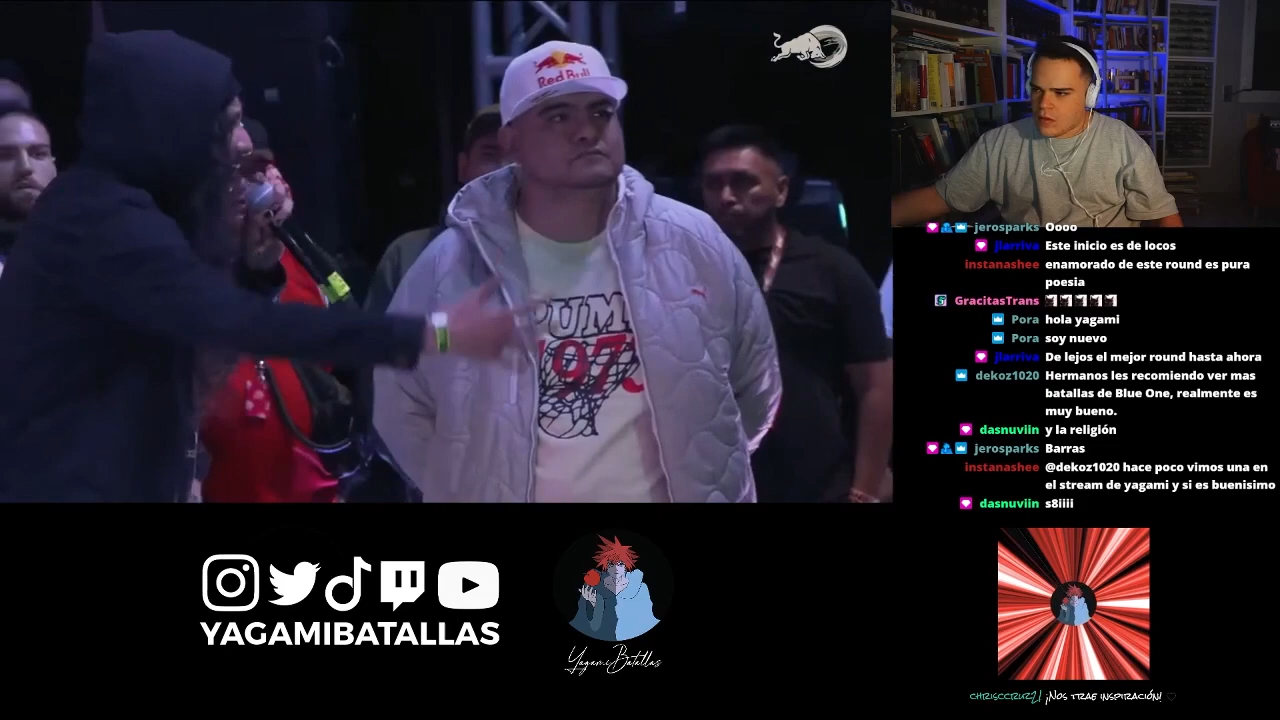 Red Bull
PUMA
197
jerosparks Oooo
jlarriva Este inicio es de locos
instanashee enamorado de este round es pura
poesia
GracitasTrans
Pora hola yagami
Pora soy nuevo
jlarriva De lejos el mejor round hasta ahora
dekoz1020 Hermanos les recomiendo ver mas
batallas de Blue One, realmente es
muy bueno.
dasnuviin y la religión
jerosparks Barras
instanashee @dekoz1020 hace poco vimos una en
el stream de yagami y si es buenisimo
dasnuviin s8iiii
YAGAMIBATALLAS
YagamiBatallas
chrisccruz21 ¡Nos trae inspiración!